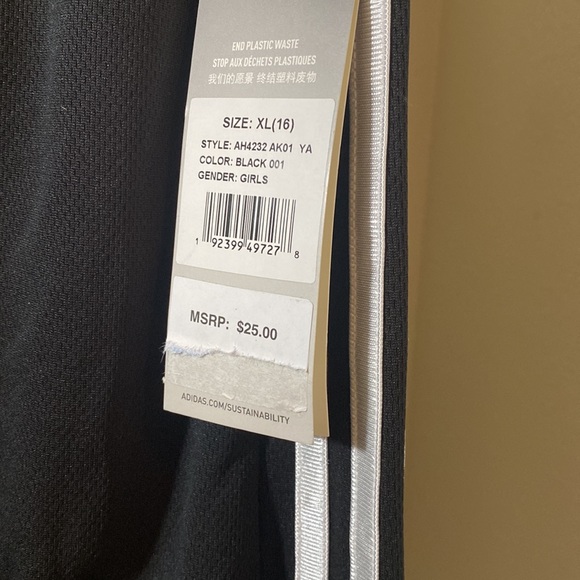 END PLASTIC WASTE
STOP AUX DÉCHETS PLASTIQUES
我们的愿景 终结塑料废物
SIZE: XL(16)
STYLE: AH4232 AK01 YA
COLOR: BLACK 001
GENDER: GIRLS
1 92399 49727 8
MSRP: $25.00
ADIDAS.COM/SUSTAINABILITY